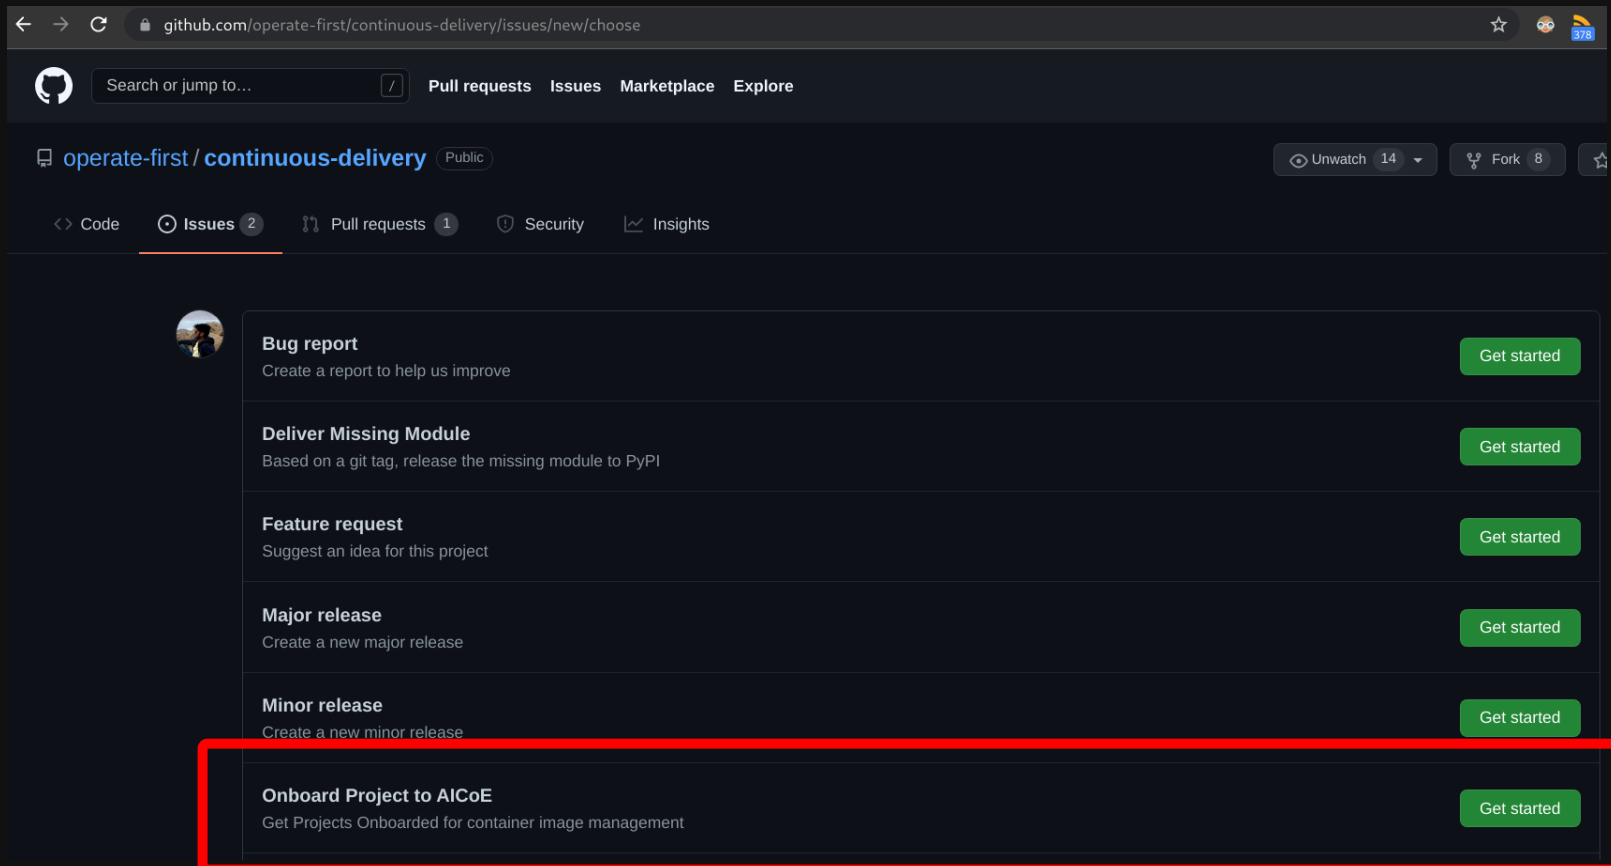 github.com/operate-first/continuous-delivery/issues/new/choose
378
Search or jump to… /
Pull requests Issues Marketplace Explore
operate-first / continuous-delivery Public
Unwatch 14 Fork 8
Code Issues 2 Pull requests 1 Security Insights
Bug report
Create a report to help us improve
Get started
Deliver Missing Module
Based on a git tag, release the missing module to PyPI
Get started
Feature request
Suggest an idea for this project
Get started
Major release
Create a new major release
Get started
Minor release
Create a new minor release
Get started
Onboard Project to AICoE
Get Projects Onboarded for container image management
Get started